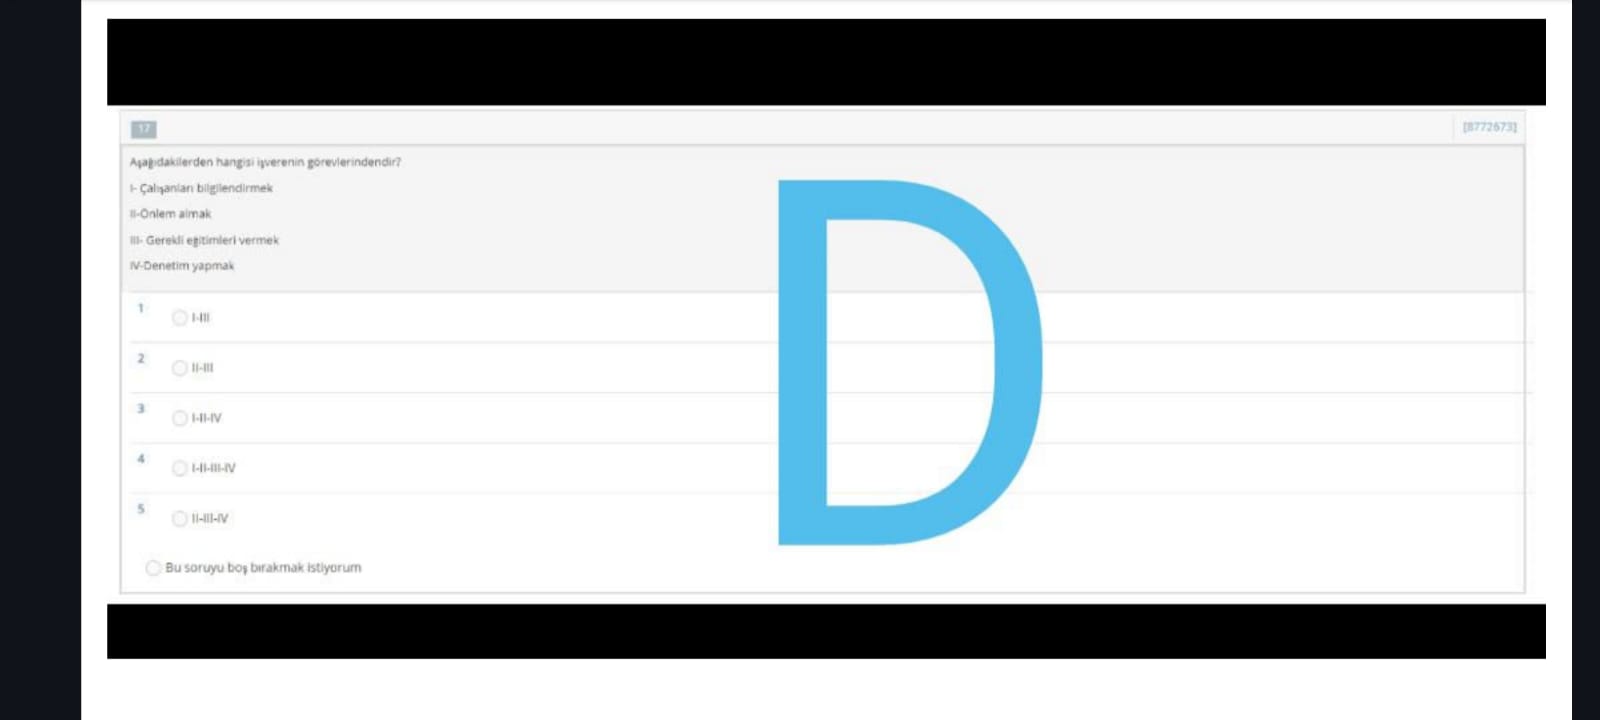 17
[8772673]
Aşağıdakilerden hangisi işverenin görevlerindendir?
I- Çalışanları bilgilendirmek
II-Önlem almak
III- Gerekli eğitimleri vermek
IV-Denetim yapmak
1
I-III
2
II-III
3
I-II-IV
4
I-II-III-IV
5
II-III-IV
Bu soruyu boş bırakmak istiyorum
D